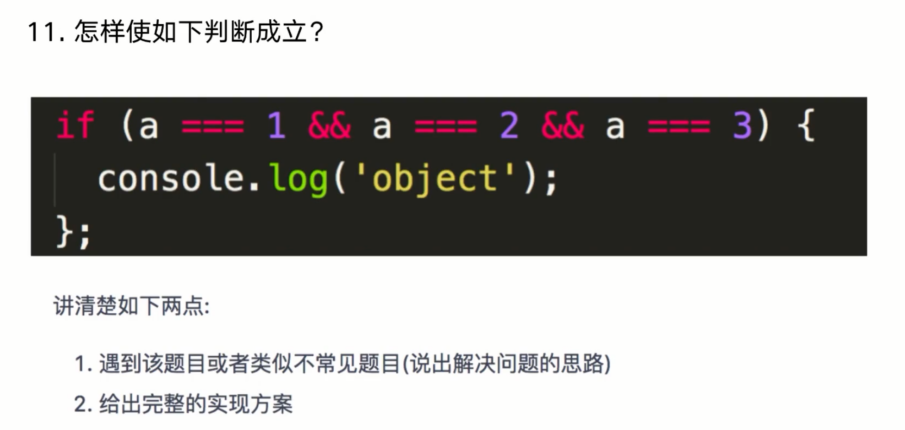 11. 怎样使如下判断成立？
if (a === 1 && a === 2 && a === 3) {
console.log('object');
};
讲清楚如下两点:
1. 遇到该题目或者类似不常见题目(说出解决问题的思路)
2. 给出完整的实现方案